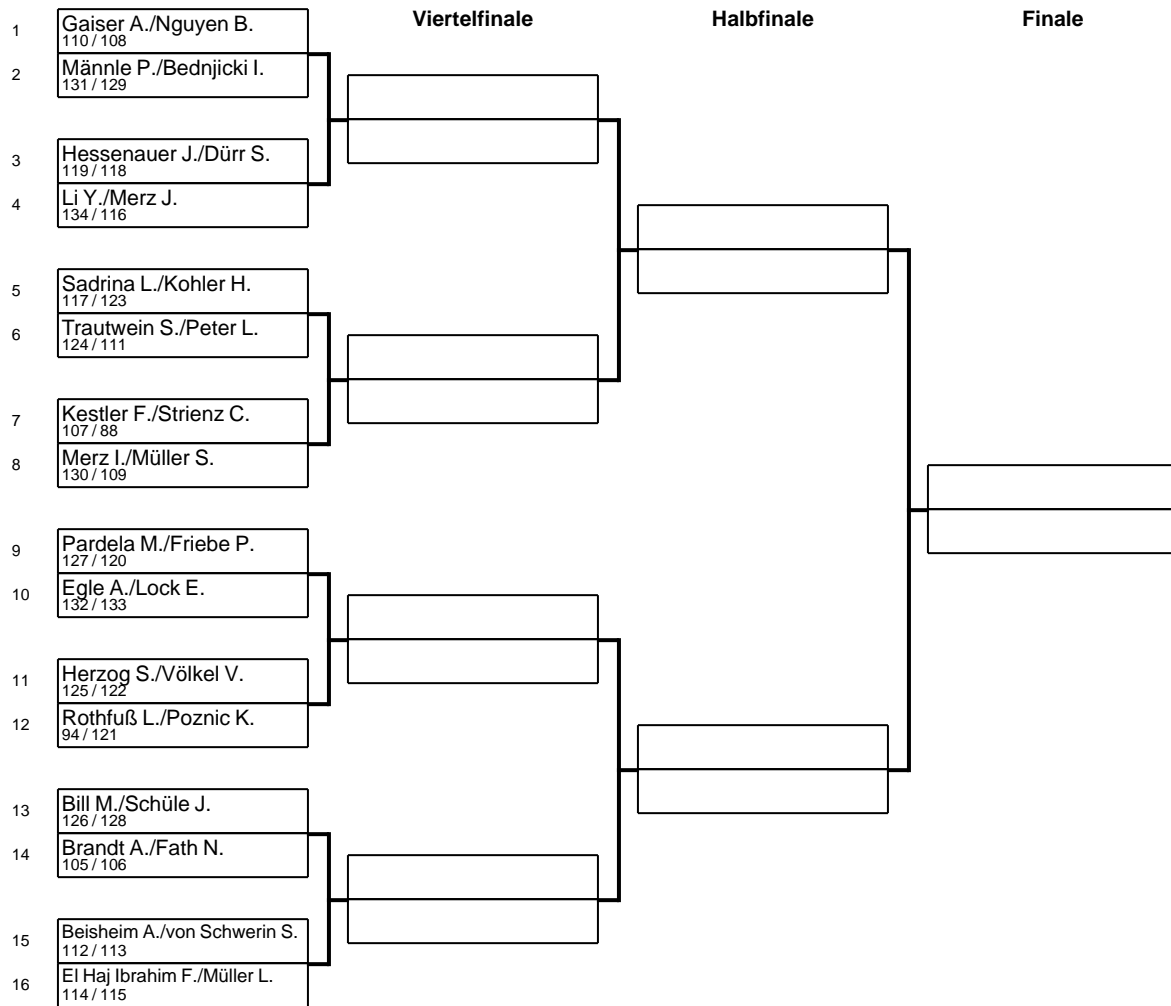 Viertelfinale
Halbfinale
Finale
1
Gaiser A./Nguyen B.
110 / 108
2
Männle P./Bednjicki I.
131 / 129
3
Hessenauer J./Dürr S.
119 / 118
4
Li Y./Merz J.
134 / 116
5
Sadrina L./Kohler H.
117 / 123
6
Trautwein S./Peter L.
124 / 111
7
Kestler F./Strienz C.
107 / 88
8
Merz I./Müller S.
130 / 109
9
Pardela M./Friebe P.
127 / 120
10
Egle A./Lock E.
132 / 133
11
Herzog S./Völkel V.
125 / 122
12
Rothfuß L./Poznic K.
94 / 121
13
Bill M./Schüle J.
126 / 128
14
Brandt A./Fath N.
105 / 106
15
Beisheim A./von Schwerin S.
112 / 113
16
El Haj Ibrahim F./Müller L.
114 / 115